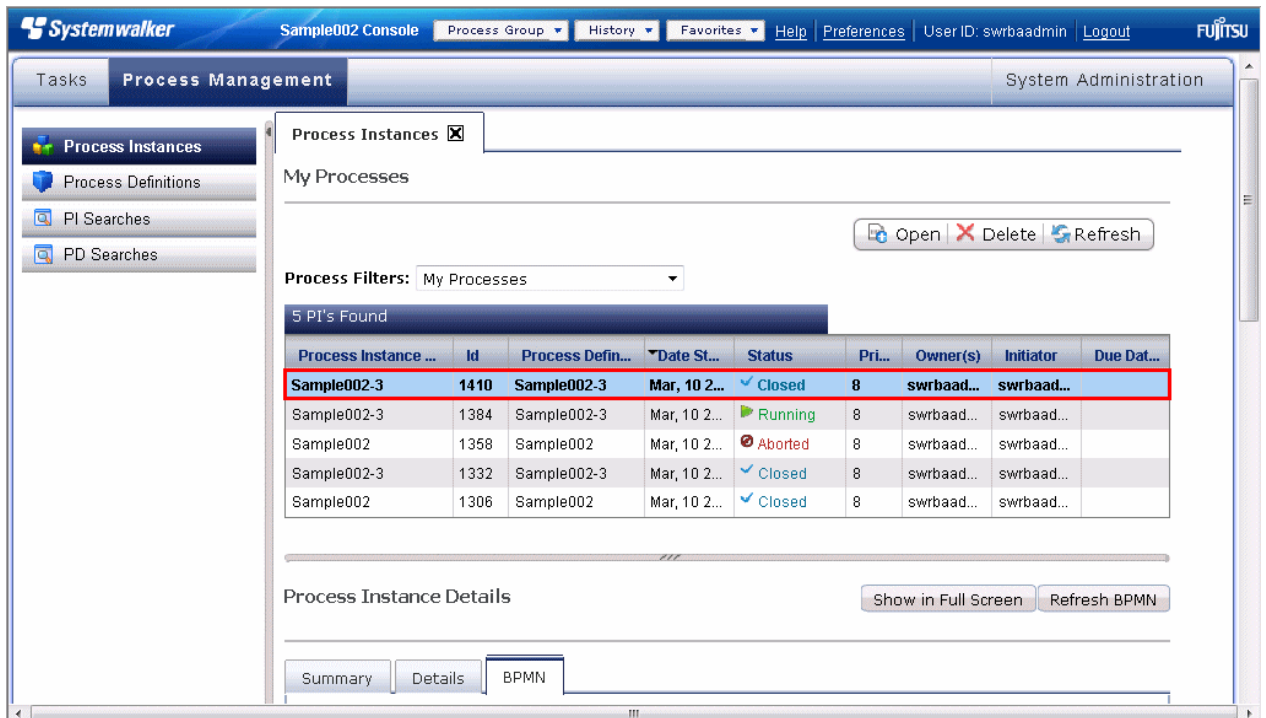 Systemwalker Sample002 Console Process Group History Favorites Help Preferences User ID: swrbaadmin Logout FUJITSU
Tasks Process Management System Administration
Process Instances
Process Definitions
PI Searches
PD Searches
Process Instances
My Processes
Open Delete Refresh
Process Filters: My Processes
5 PI's Found
Process Instance ... Id Process Defin... Date St... Status Pri... Owner(s) Initiator Due Dat...
Sample002-3 1410 Sample002-3 Mar, 10 2... Closed 8 swrbaad... swrbaad...
Sample002-3 1384 Sample002-3 Mar, 10 2... Running 8 swrbaad... swrbaad...
Sample002 1358 Sample002 Mar, 10 2... Aborted 8 swrbaad... swrbaad...
Sample002-3 1332 Sample002-3 Mar, 10 2... Closed 8 swrbaad... swrbaad...
Sample002 1306 Sample002 Mar, 10 2... Closed 8 swrbaad... swrbaad...
Process Instance Details Show in Full Screen Refresh BPMN
Summary Details BPMN